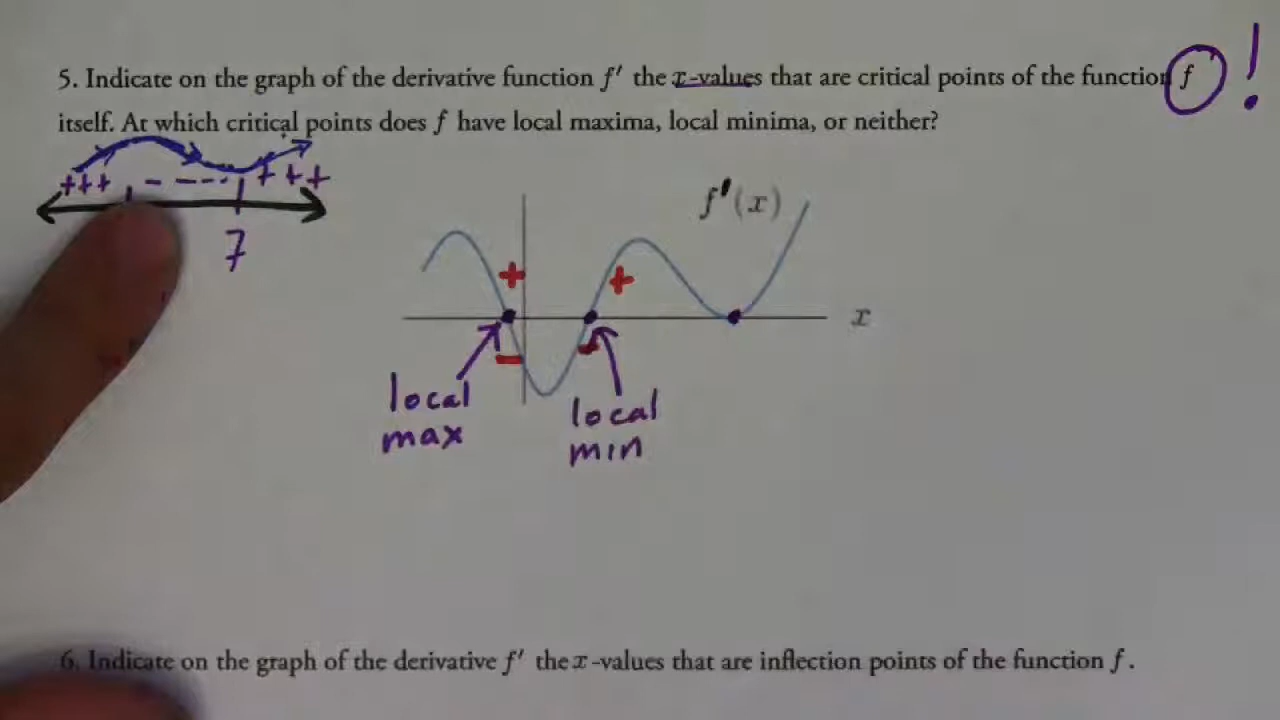 5. Indicate on the graph of the derivative function f′ the x-values that are critical points of the function f !
itself. At which critical points does f have local maxima, local minima, or neither?
+++ - - - - - + + +
7
f′(x)
+ +
x
- -
local
max
local
min
6. Indicate on the graph of the derivative f′ the x-values that are inflection points of the function f.